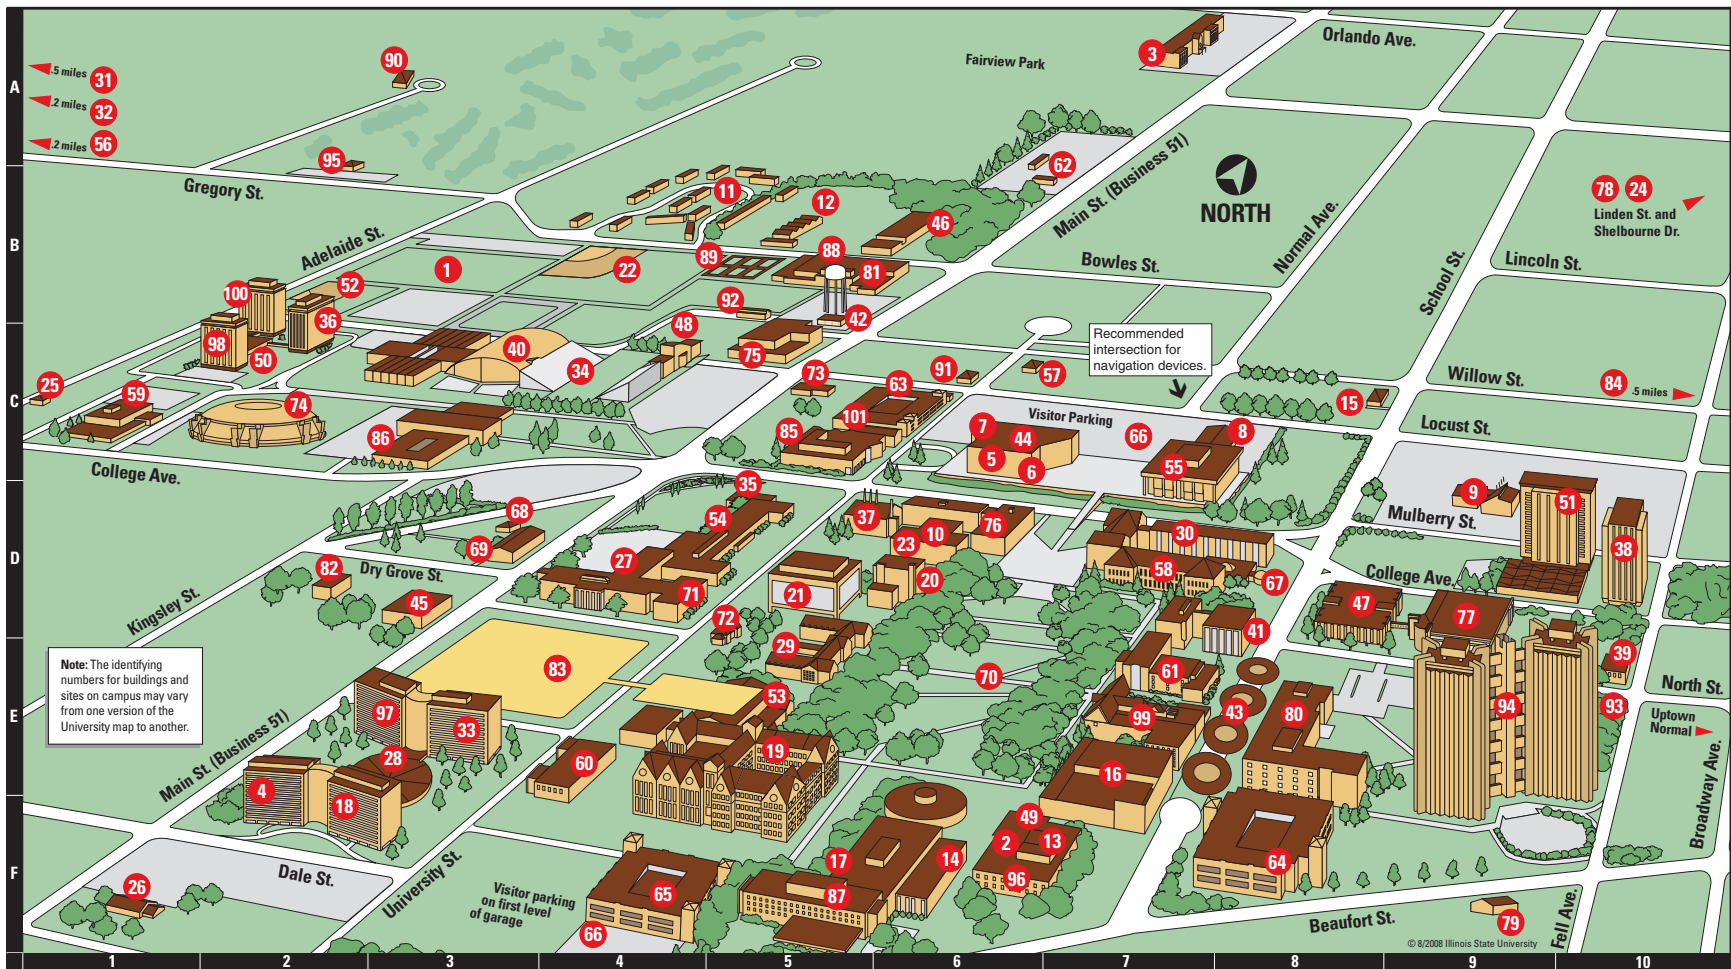 A
B
C
D
E
F
1
2
3
4
5
6
7
8
9
10
.5 miles 31
.2 miles 32
.2 miles 56
90
95
3
Fairview Park
Orlando Ave.
62
Main St. (Business 51)
NORTH
Normal Ave.
School St.
78 24
Linden St. and
Shelbourne Dr.
Lincoln St.
Bowles St.
Gregory St.
Adelaide St.
11
12
46
88
81
89
22
1
52
100
36
98
50
92
42
48
75
40
34
Recommended
intersection for
navigation devices.
91
57
73
63
101
85
25
59
74
86
Visitor Parking
66
7
44
5
6
8
55
15
Willow St.
84 .5 miles
Locust St.
College Ave.
35
54
68
69
37
10
76
23
20
30
58
67
9
51
38
Mulberry St.
College Ave.
Dry Grove St.
82
45
27
71
21
72
29
47
77
41
Kingsley St.
Note: The identifying
numbers for buildings and
sites on campus may vary
from one version of the
University map to another.
83
53
70
61
99
43
80
94
39
93
North St.
Uptown
Normal
97
33
28
4
18
60
19
16
Main St. (Business 51)
Broadway Ave.
49
2
13
96
17
14
87
64
65
66
26
Dale St.
University St.
Visitor parking
on first level
of garage
Beaufort St.
79
Fell Ave.
© 8/2008 Illinois State University